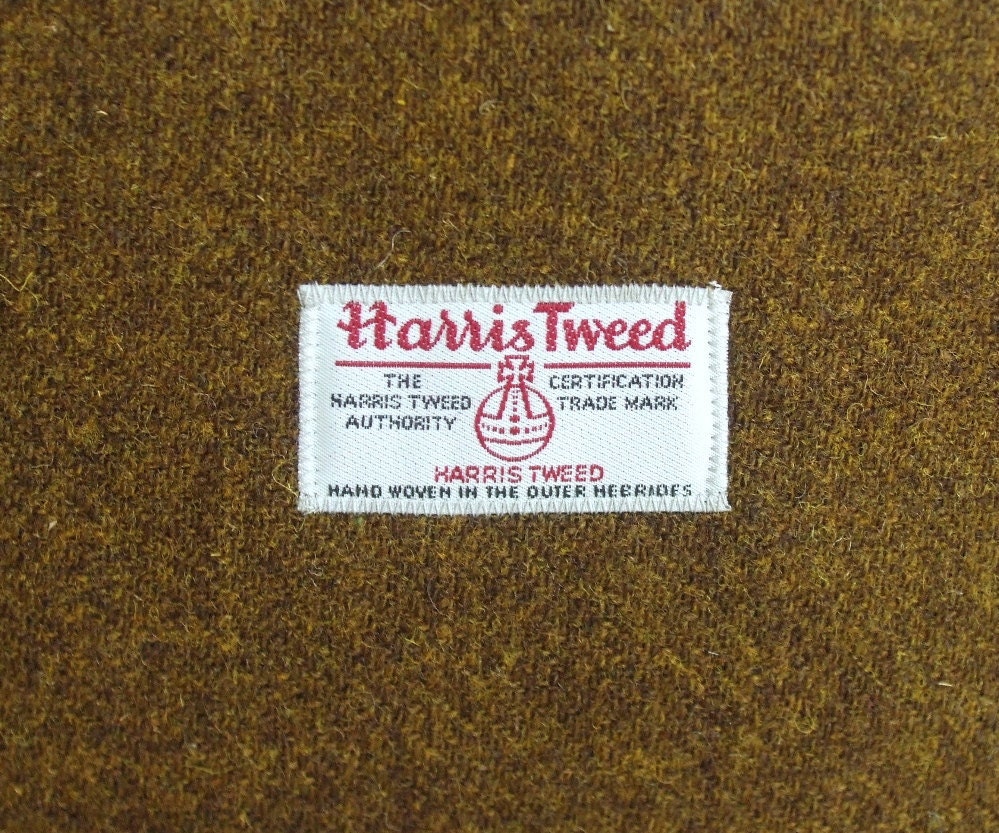 Harris Tweed
THE
HARRIS TWEED
AUTHORITY
CERTIFICATION
TRADE MARK
HARRIS TWEED
HAND WOVEN IN THE OUTER HEBRIDES